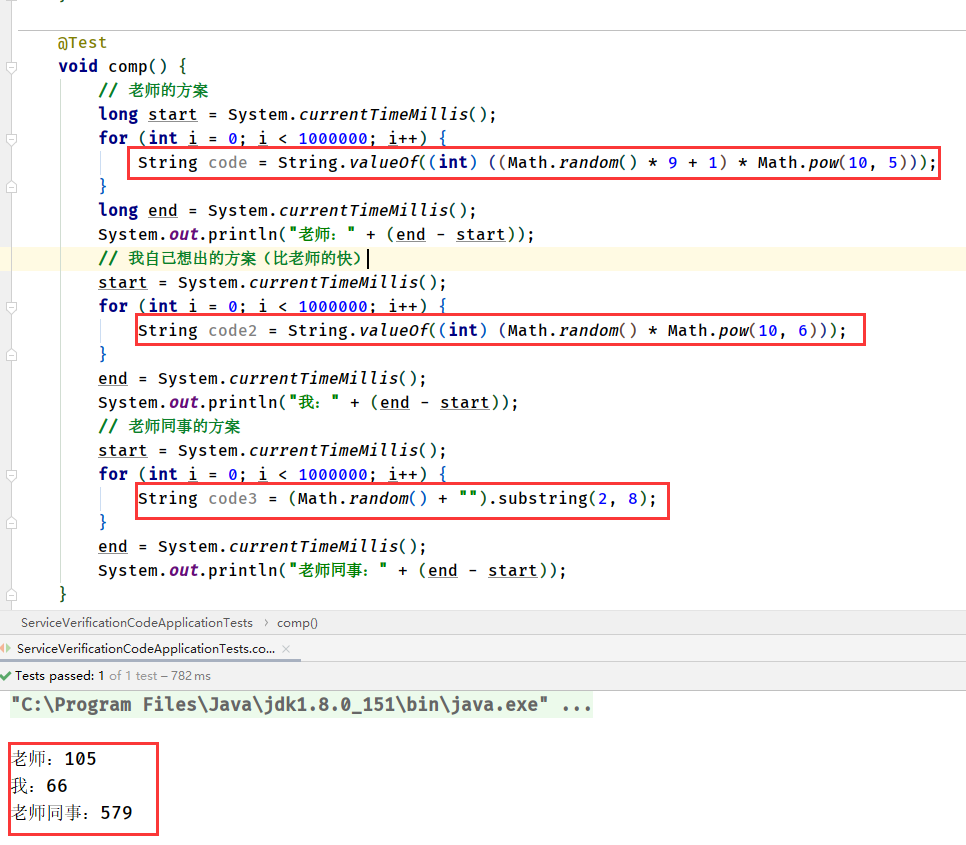 @Test
void comp() {
// 老师的方案
long start = System.currentTimeMillis();
for (int i = 0; i < 1000000; i++) {
String code = String.valueOf((int) ((Math.random() * 9 + 1) * Math.pow(10, 5)));
}
long end = System.currentTimeMillis();
System.out.println("老师：" + (end - start));
// 我自己想出的方案（比老师的快）
start = System.currentTimeMillis();
for (int i = 0; i < 1000000; i++) {
String code2 = String.valueOf((int) (Math.random() * Math.pow(10, 6)));
}
end = System.currentTimeMillis();
System.out.println("我：" + (end - start));
// 老师同事的方案
start = System.currentTimeMillis();
for (int i = 0; i < 1000000; i++) {
String code3 = (Math.random() + "").substring(2, 8);
}
end = System.currentTimeMillis();
System.out.println("老师同事：" + (end - start));
}
ServiceVerificationCodeApplicationTests › comp()
ServiceVerificationCodeApplicationTests.co... ×
Tests passed: 1 of 1 test – 782 ms
"C:\Program Files\Java\jdk1.8.0_151\bin\java.exe" ...
老师：105
我：66
老师同事：579